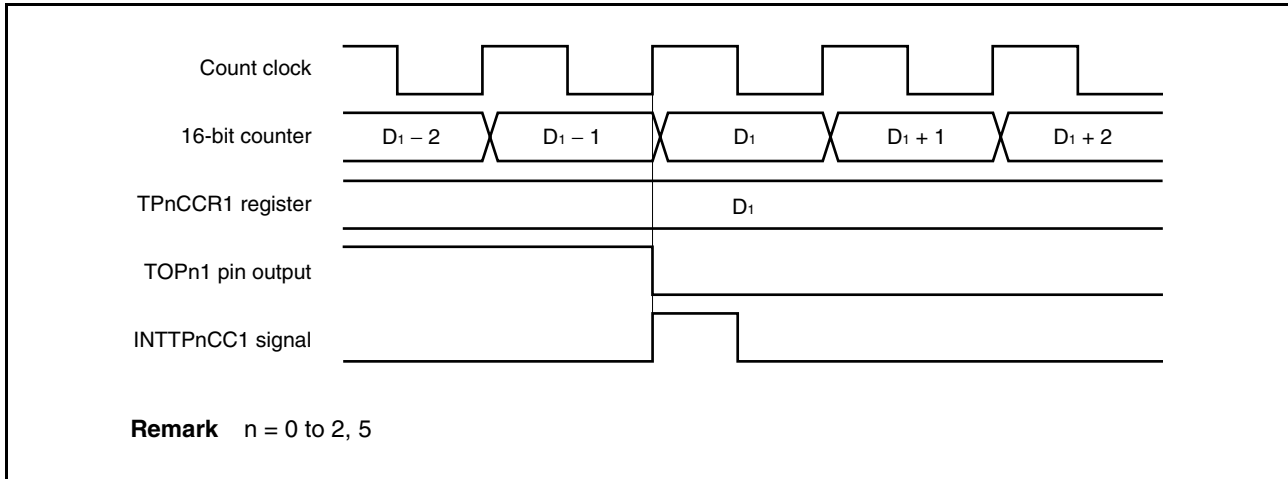 Count clock
16-bit counter D₁ − 2 D₁ − 1 D₁ D₁ + 1 D₁ + 2
TPnCCR1 register D₁
TOPn1 pin output
INTTPnCC1 signal
Remark n = 0 to 2, 5